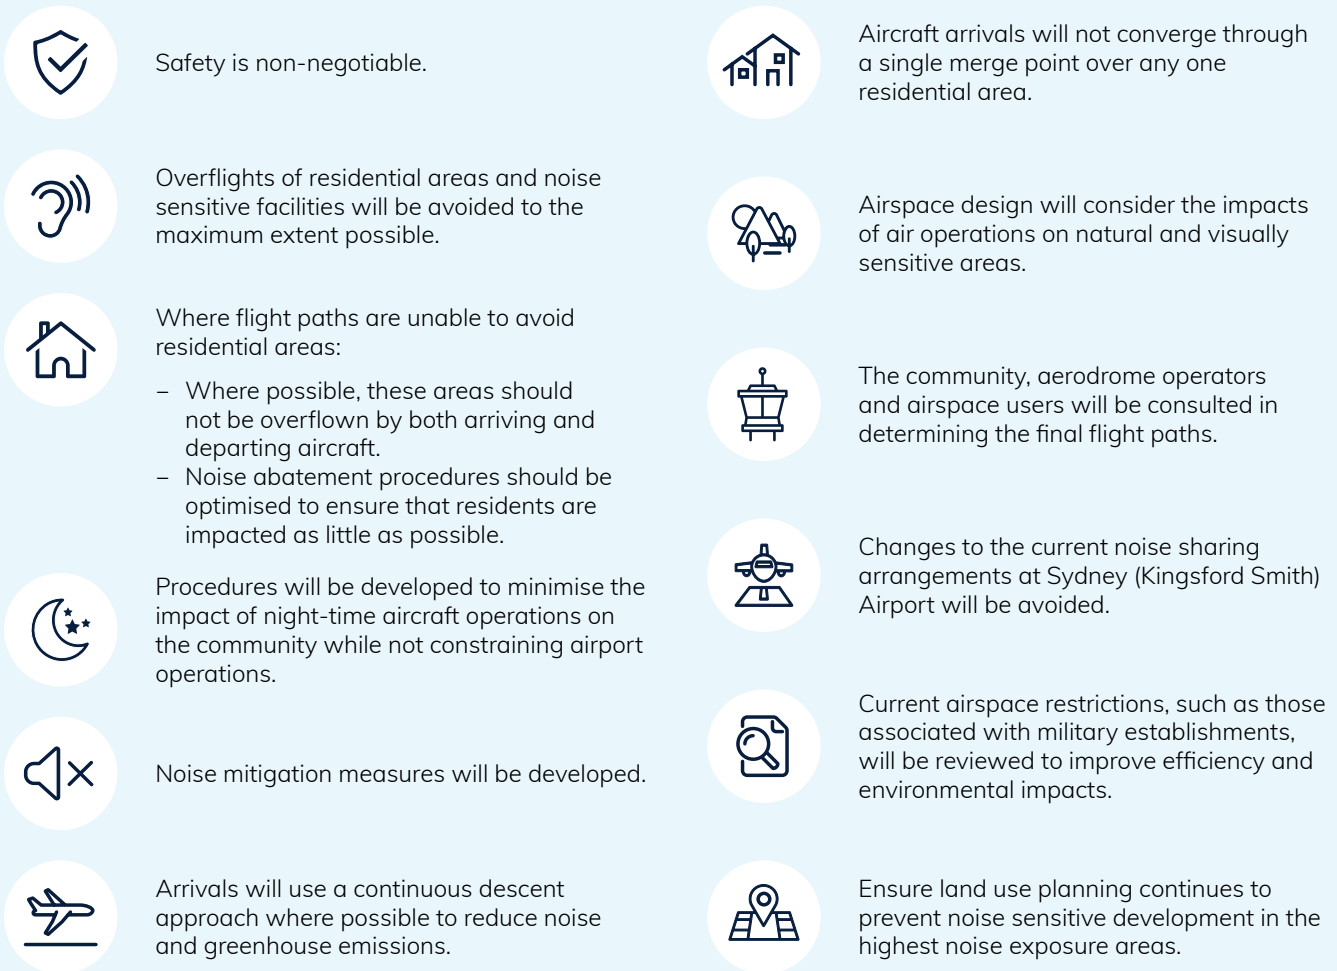 Safety is non-negotiable.
Overflights of residential areas and noise
sensitive facilities will be avoided to the
maximum extent possible.
Where flight paths are unable to avoid
residential areas:
– Where possible, these areas should
not be overflown by both arriving and
departing aircraft.
– Noise abatement procedures should be
optimised to ensure that residents are
impacted as little as possible.
Procedures will be developed to minimise the
impact of night-time aircraft operations on
the community while not constraining airport
operations.
Noise mitigation measures will be developed.
Arrivals will use a continuous descent
approach where possible to reduce noise
and greenhouse emissions.
Aircraft arrivals will not converge through
a single merge point over any one
residential area.
Airspace design will consider the impacts
of air operations on natural and visually
sensitive areas.
The community, aerodrome operators
and airspace users will be consulted in
determining the final flight paths.
Changes to the current noise sharing
arrangements at Sydney (Kingsford Smith)
Airport will be avoided.
Current airspace restrictions, such as those
associated with military establishments,
will be reviewed to improve efficiency and
environmental impacts.
Ensure land use planning continues to
prevent noise sensitive development in the
highest noise exposure areas.